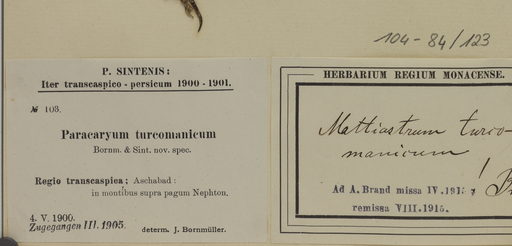 104-84/123
P. SINTENIS:
Iter transcaspico-persicum 1900-1901.
№ 103.
Paracaryum turcomanicum
Bornm. & Sint. nov. spec.
Regio transcaspica; Aschabad:
in montibus supra pagum Nephton.
4. V. 1900.
Zugegangen III. 1905.
determ. J. Bornmüller.
HERBARIUM REGIUM MONACENSE.
Mattiastrum turco-
manicum !
Ad A. Brand missa IV. 1915
remissa VIII. 1915.